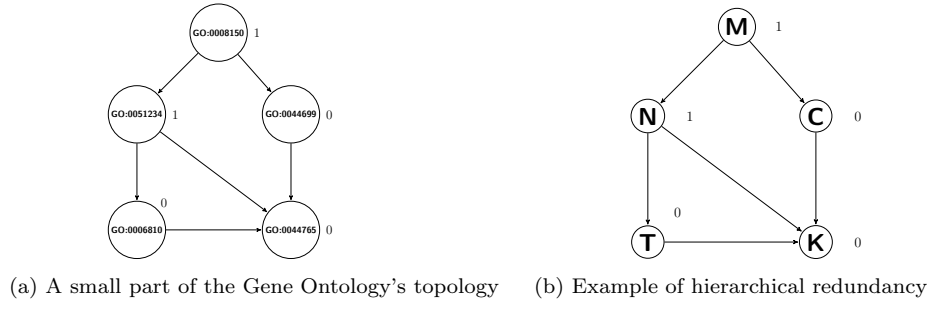 GO:0008150 1
GO:0051234 1 GO:0044699 0
0
GO:0006810 GO:0044765 0
(a) A small part of the Gene Ontology's topology
M 1
N 1 C 0
0
T K 0
(b) Example of hierarchical redundancy